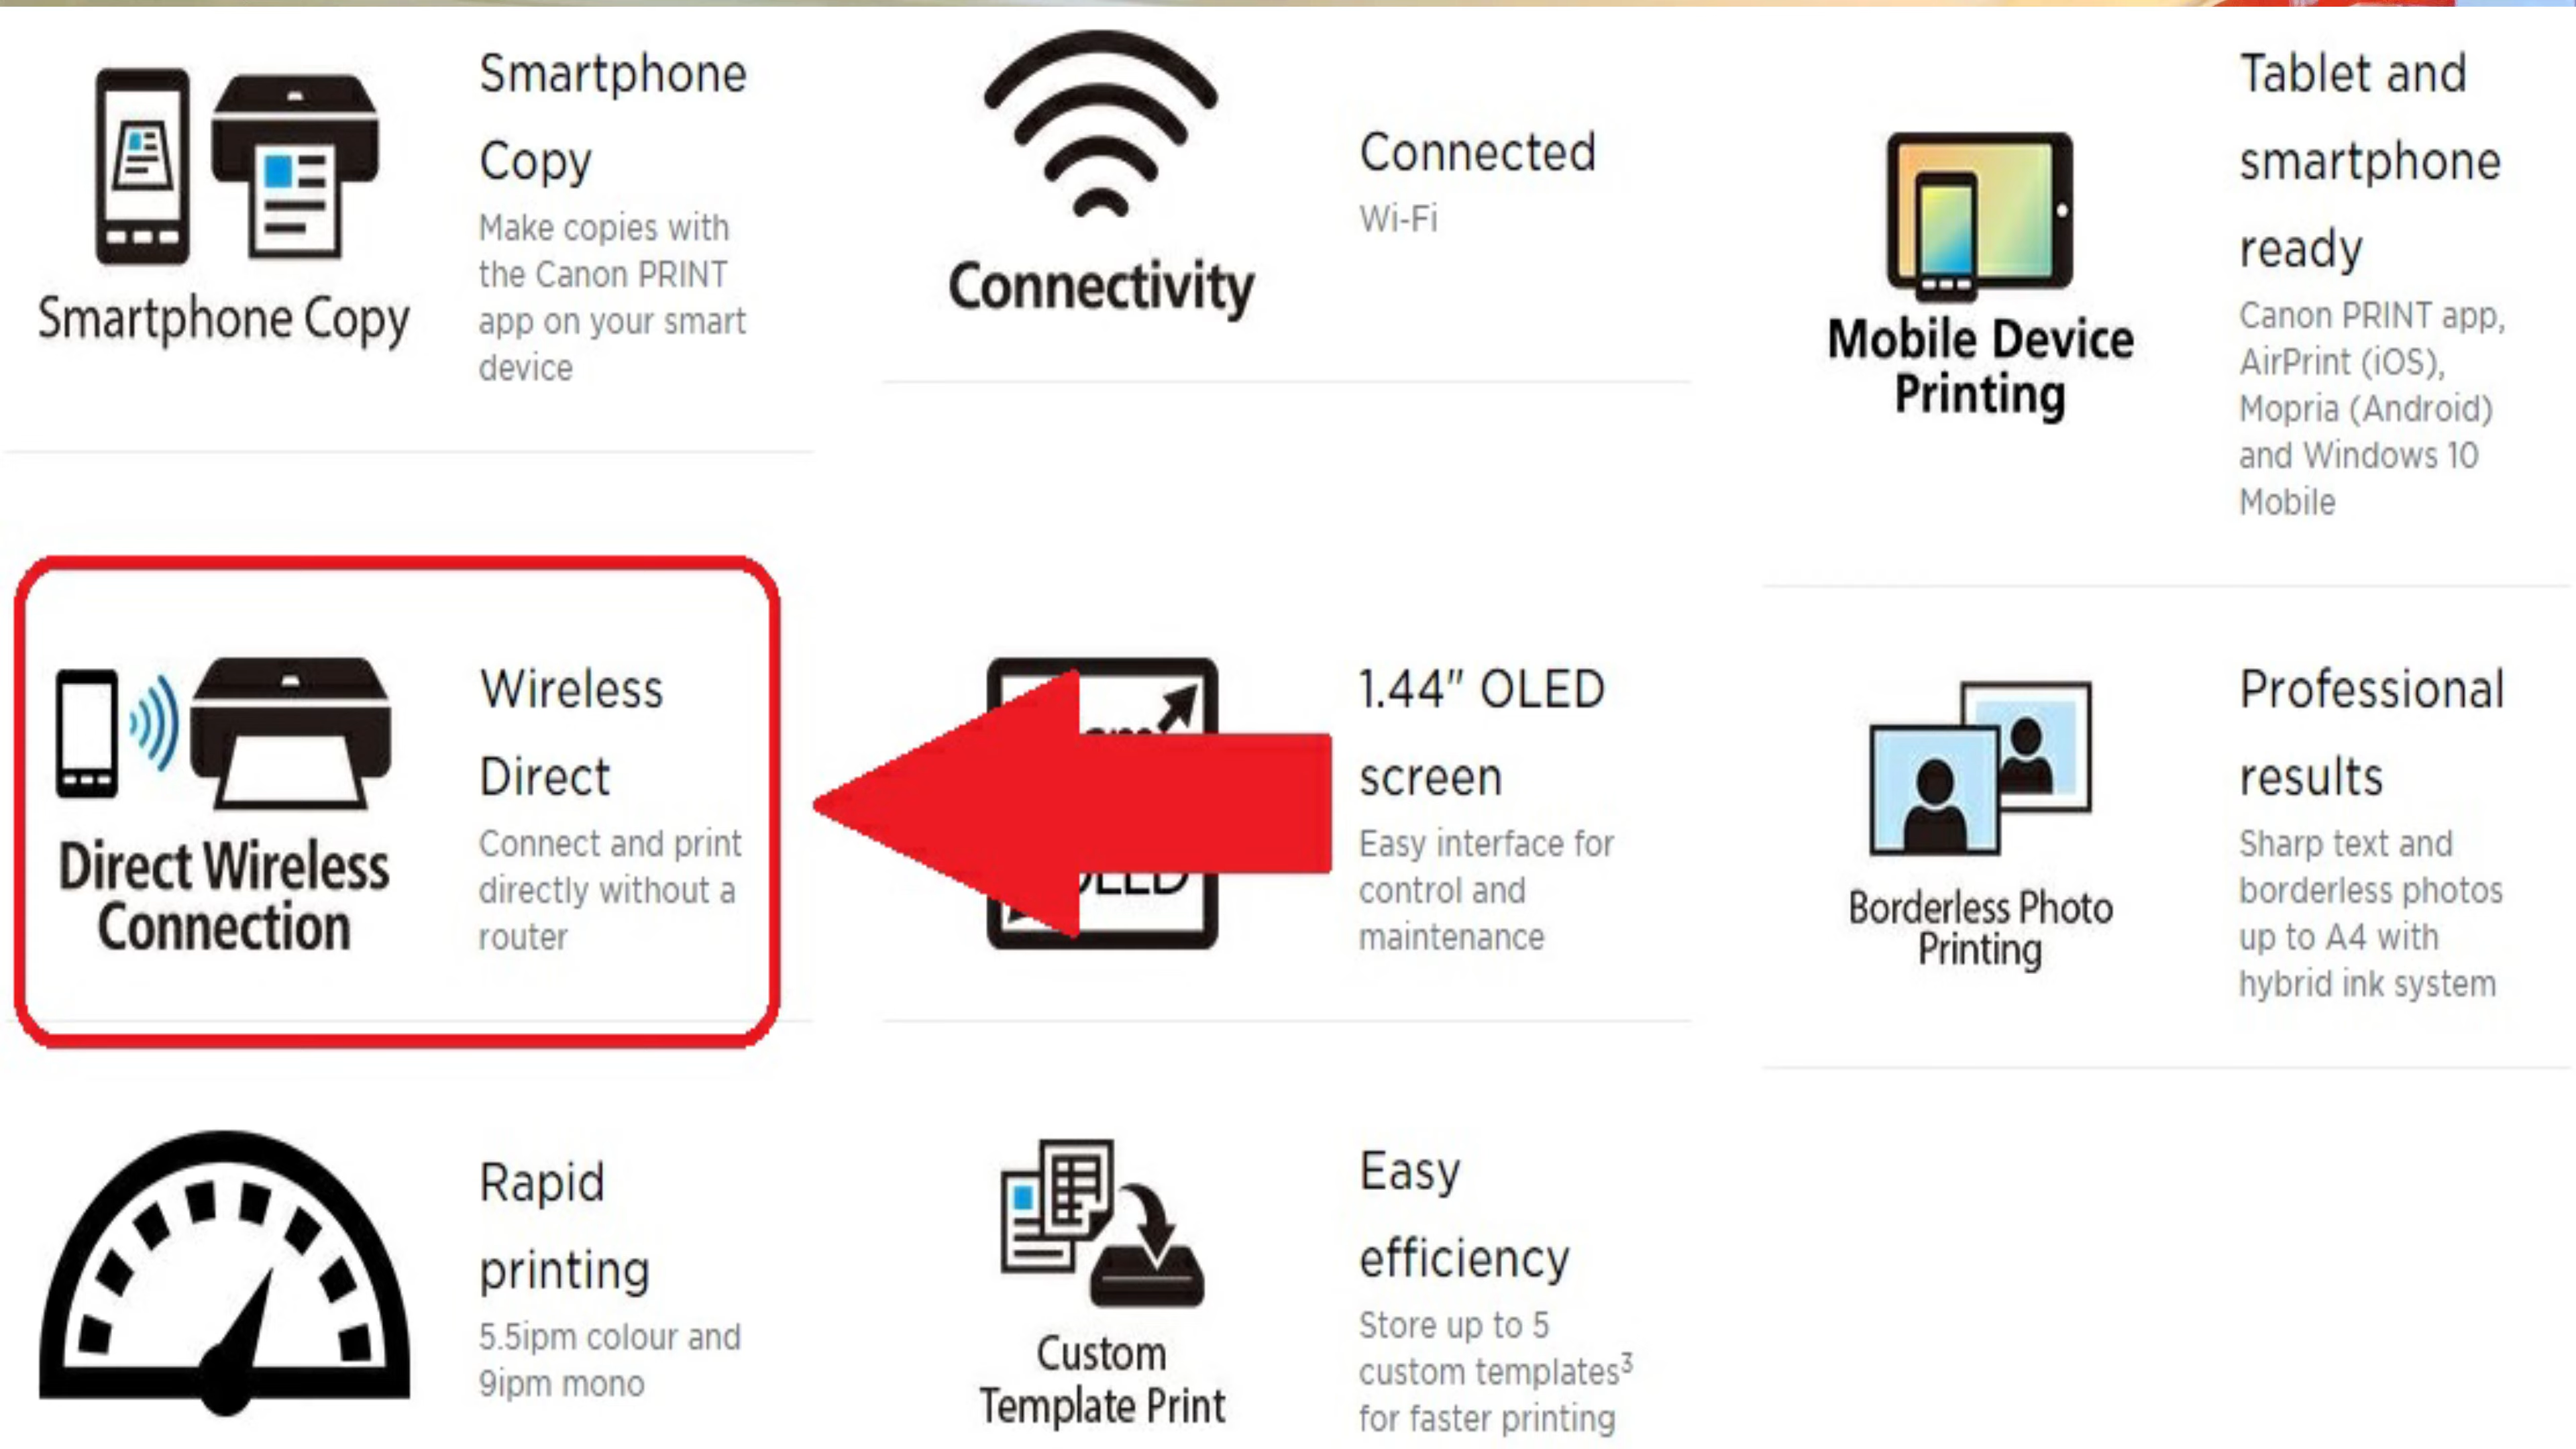 Smartphone Copy
Smartphone
Copy
Make copies with
the Canon PRINT
app on your smart
device
Connectivity
Connected
Wi-Fi
Mobile Device
Printing
Tablet and
smartphone
ready
Canon PRINT app,
AirPrint (iOS),
Mopria (Android)
and Windows 10
Mobile
Direct Wireless
Connection
Wireless
Direct
Connect and print
directly without a
router
1.44" OLED
screen
Easy interface for
control and
maintenance
Borderless Photo
Printing
Professional
results
Sharp text and
borderless photos
up to A4 with
hybrid ink system
Rapid
printing
5.5ipm colour and
9ipm mono
Custom
Template Print
Easy
efficiency
Store up to 5
custom templates³
for faster printing